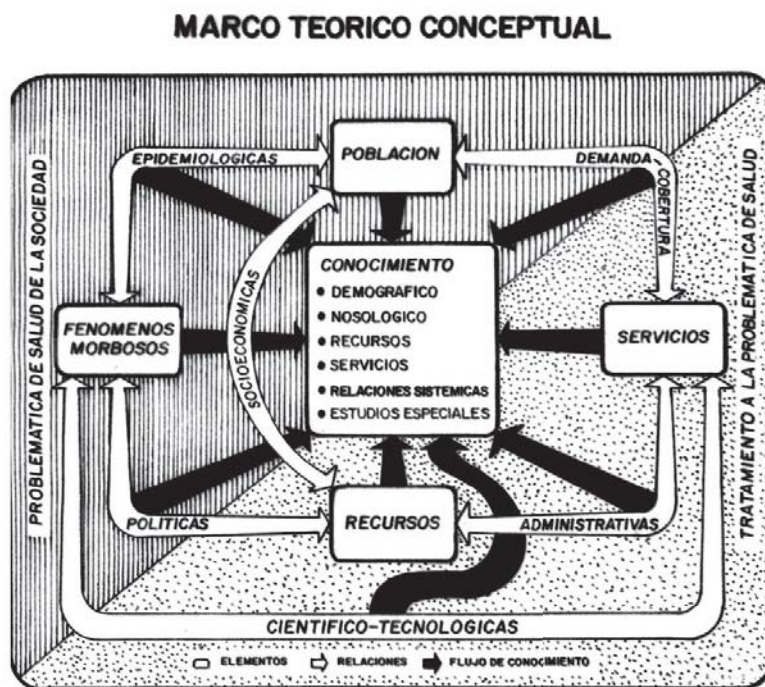 MARCO TEORICO CONCEPTUAL
PROBLEMATICA DE SALUD DE LA SOCIEDAD
EPIDEMIOLOGICAS
POBLACION
DEMANDA-
COBERTURA
TRATAMIENTO A LA PROBLEMATICA DE SALUD
SOCIOECONOMICAS
CONOCIMIENTO
• DEMOGRAFICO
• NOSOLOGICO
• RECURSOS
• SERVICIOS
• RELACIONES SISTEMICAS
• ESTUDIOS ESPECIALES
FENOMENOS
MORBOSOS
SERVICIOS
POLITICAS
RECURSOS
ADMINISTRATIVAS
CIENTIFICO-TECNOLOGICAS
ELEMENTOS
RELACIONES
FLUJO DE CONOCIMIENTO